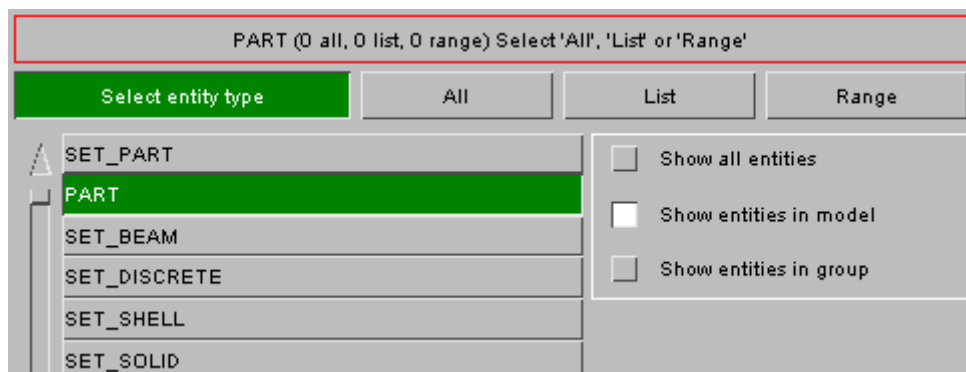 PART (0 all, 0 list, 0 range) Select 'All', 'List' or 'Range'
Select entity type All List Range
SET_PART Show all entities
PART
Show entities in model
SET_BEAM
SET_DISCRETE Show entities in group
SET_SHELL
SET_SOLID